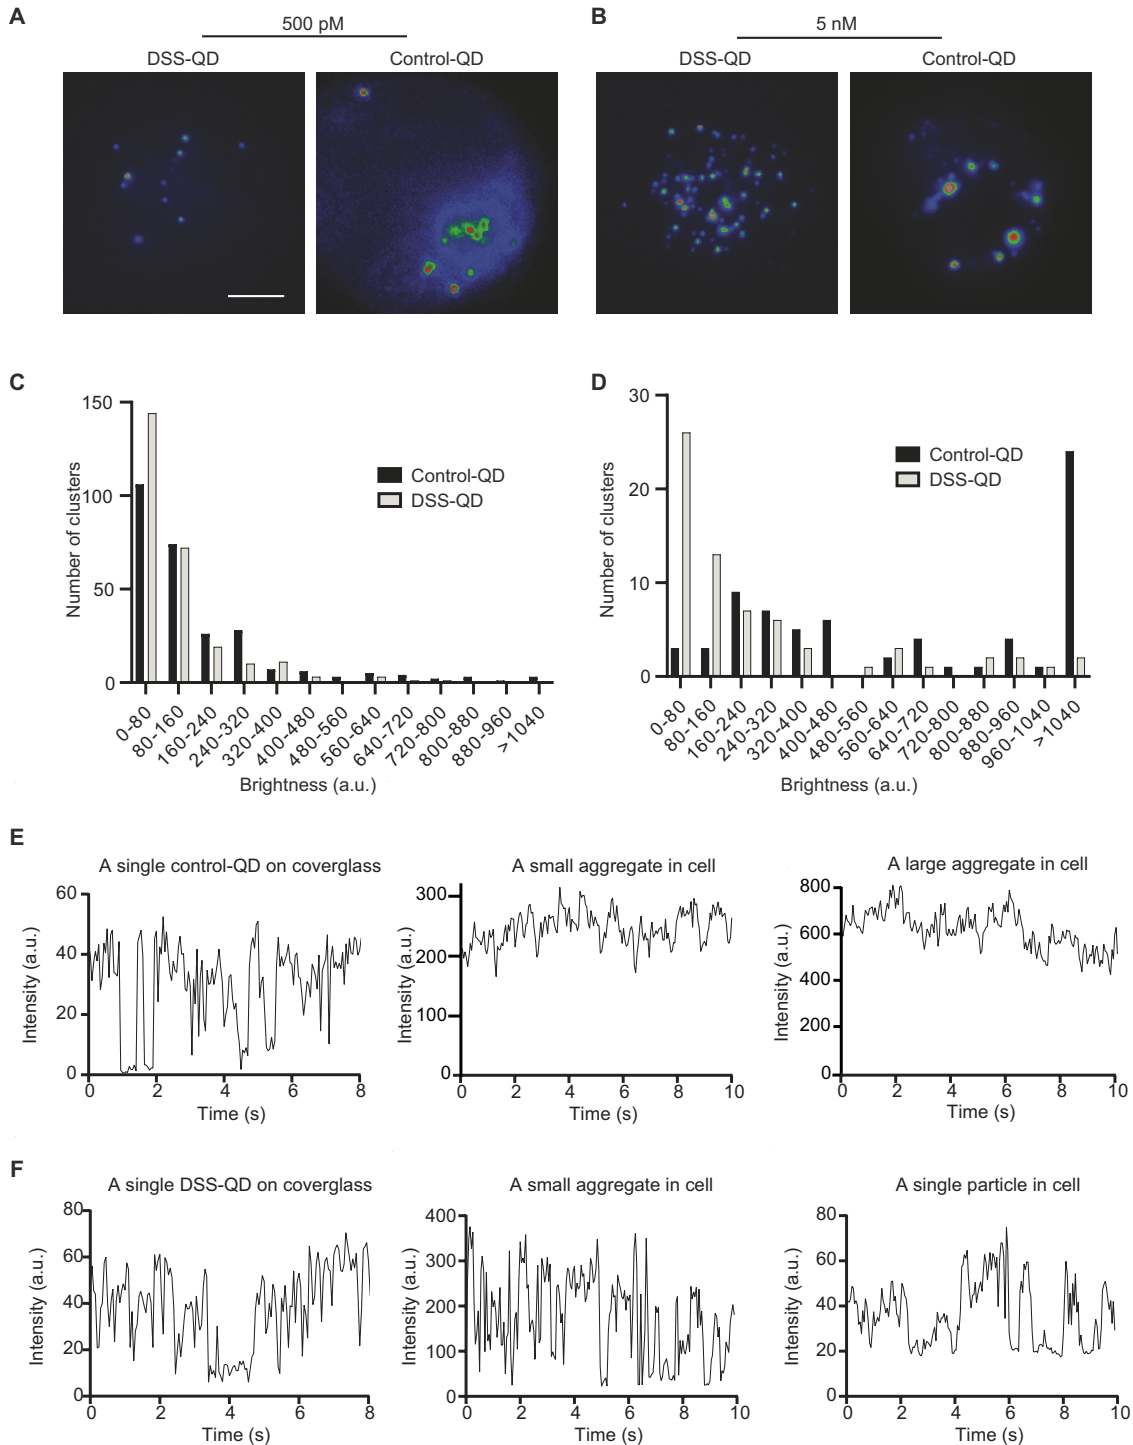 A
B
500 pM
5 nM
DSS-QD
Control-QD
DSS-QD
Control-QD
C
D
Number of clusters
150
100
50
0
Control-QD
DSS-QD
0-80
80-160
160-240
240-320
320-400
400-480
480-560
560-640
640-720
720-800
800-880
880-960
>1040
Brightness (a.u.)
Number of clusters
30
20
10
0
Control-QD
DSS-QD
0-80
80-160
160-240
240-320
320-400
400-480
480-560
560-640
640-720
720-800
800-880
880-960
960-1040
>1040
Brightness (a.u.)
E
A single control-QD on coverglass
Intensity (a.u.)
60
40
20
0
0 2 4 6 8
Time (s)
A small aggregate in cell
Intensity (a.u.)
300
200
100
0
0 2 4 6 8 10
Time (s)
A large aggregate in cell
Intensity (a.u.)
800
600
400
200
0
0 2 4 6 8 10
Time (s)
F
A single DSS-QD on coverglass
Intensity (a.u.)
80
60
40
20
0
0 2 4 6 8
Time (s)
A small aggregate in cell
Intensity (a.u.)
400
300
200
100
0
0 2 4 6 8 10
Time (s)
A single particle in cell
Intensity (a.u.)
80
60
40
20
0
0 2 4 6 8 10
Time (s)